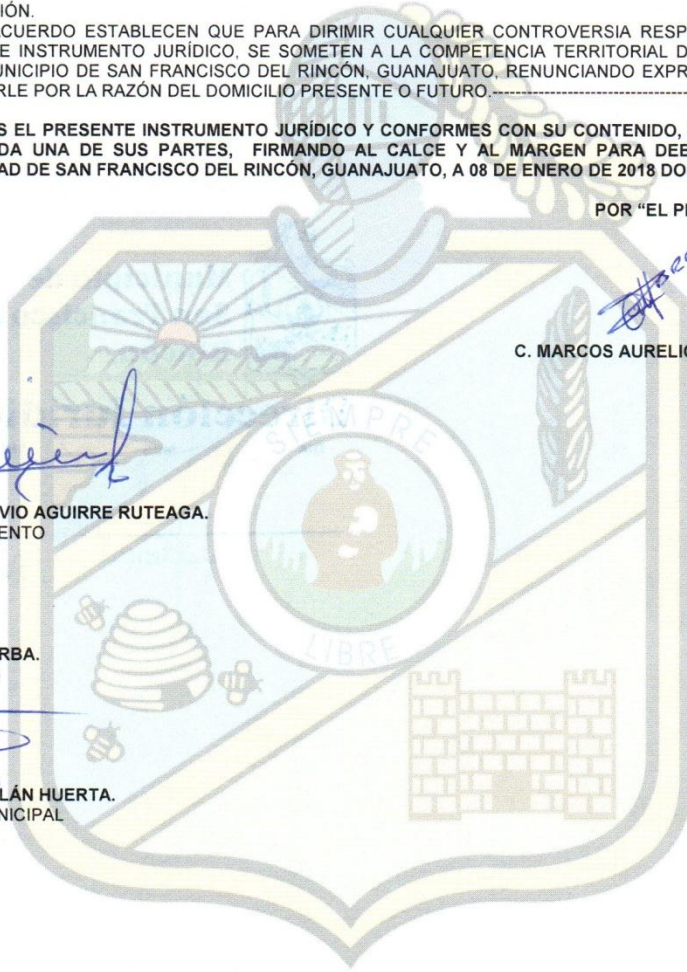 IÓN.
CUERDO ESTABLECEN QUE PARA DIRIMIR CUALQUIER CONTROVERSIA RESP
E INSTRUMENTO JURÍDICO, SE SOMETEN A LA COMPETENCIA TERRITORIAL D
UNICIPIO DE SAN FRANCISCO DEL RINCÓN, GUANAJUATO, RENUNCIANDO EXPR
RLE POR LA RAZÓN DEL DOMICILIO PRESENTE O FUTURO.----------------------------------
S EL PRESENTE INSTRUMENTO JURÍDICO Y CONFORMES CON SU CONTENIDO,
DA UNA DE SUS PARTES, FIRMANDO AL CALCE Y AL MARGEN PARA DEB
AD DE SAN FRANCISCO DEL RINCÓN, GUANAJUATO, A 08 DE ENERO DE 2018 DO
POR "EL P
C. MARCOS AURELIO
SIEMPRE
VIO AGUIRRE RUTEAGA.
ENTO
RBA.
LIBRE
LÁN HUERTA.
NICIPAL